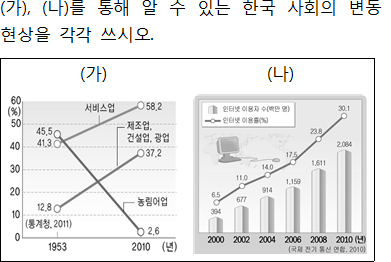 (가), (나)를 통해 알 수 있는 한국 사회의 변동
현상을 각각 쓰시오.
(가)
(나)
60
(%)
50
40
30
20
10
0
서비스업
58.2
제조업,
건설업, 광업
45.5
41.3
37.2
12.8
농림어업
(통계청, 2011)
2.6
1953
2010 (년)
인터넷 이용자 수(백만 명)
인터넷 이용률(%)
30.1
23.8
17.5
14.0
11.0
6.5
2,084
1,611
1,159
914
677
394
2000 2002 2004 2006 2008 2010 (년)
(국제 전기 통신 연합, 2010)